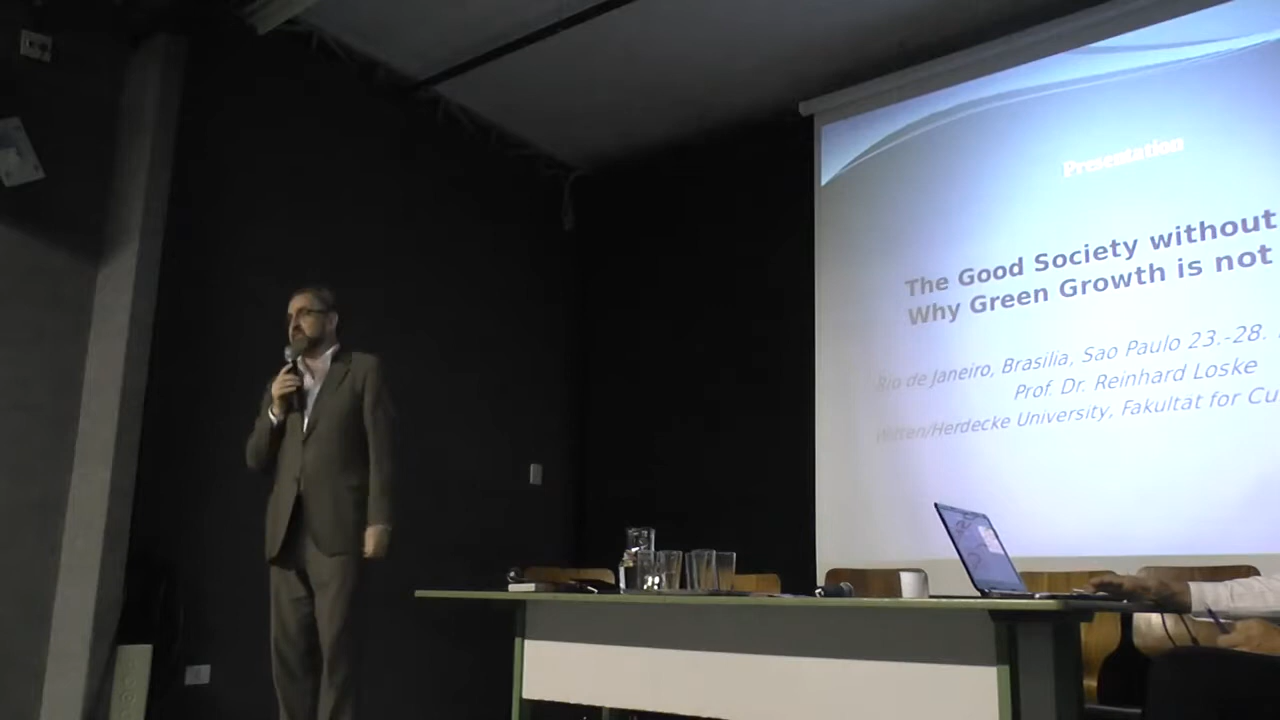 Presentation
The Good Society without
Why Green Growth is not
Rio de Janeiro, Brasilia, Sao Paulo 23.-28.
Prof. Dr. Reinhard Loske
Witten/Herdecke University, Fakultät for Cu